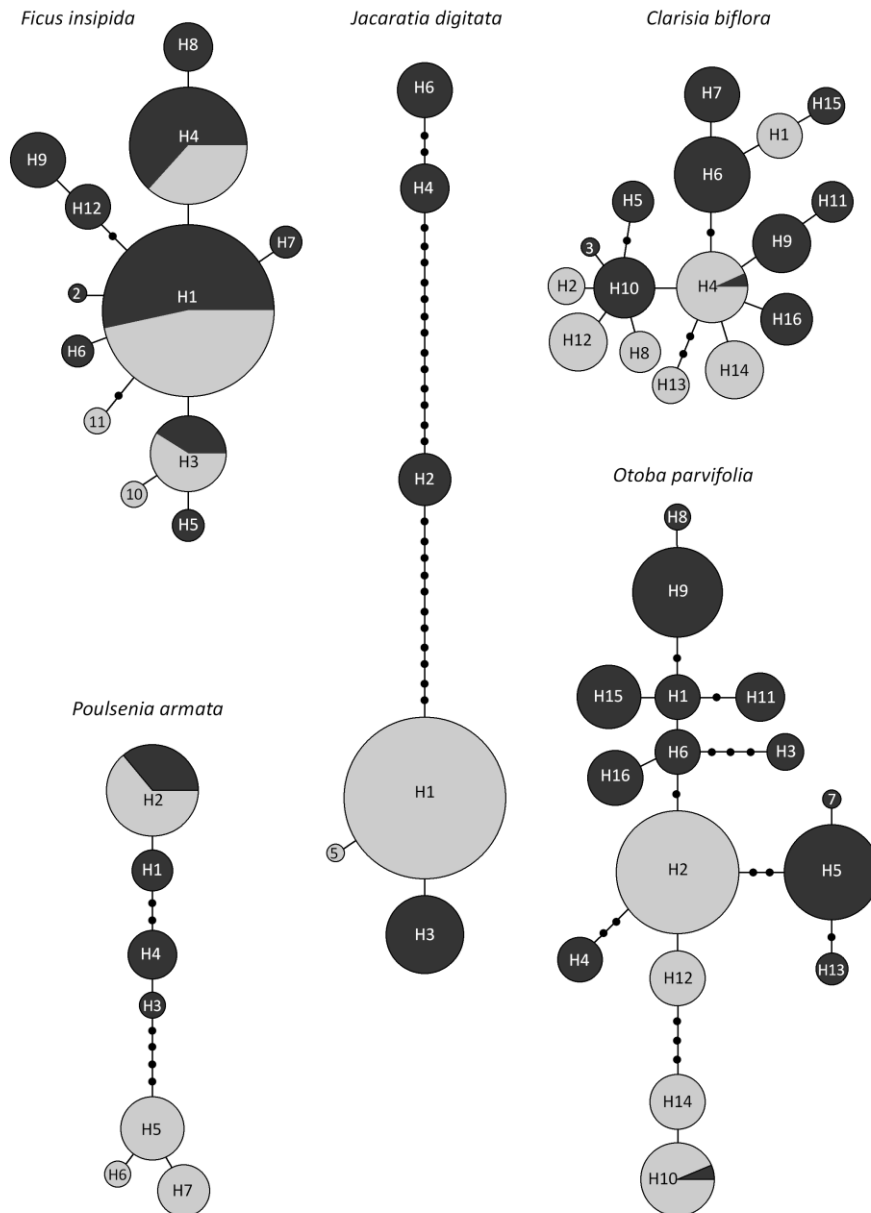 Ficus insipida
Jacaratia digitata
Clarisia biflora
H8
H4
H9
H12
H7
2
H1
H6
11
H3
10
H5
H6
H4
H2
H1
5
H3
H7
H15
H1
H6
H5
H11
H9
3
H2
H10
H4
H16
H12
H8
H14
H13
Poulsenia armata
H2
H1
H4
H3
H5
H6
H7
Otoba parvifolia
H8
H9
H15
H1
H11
H6
H3
H16
7
H2
H5
H4
H13
H12
H14
H10